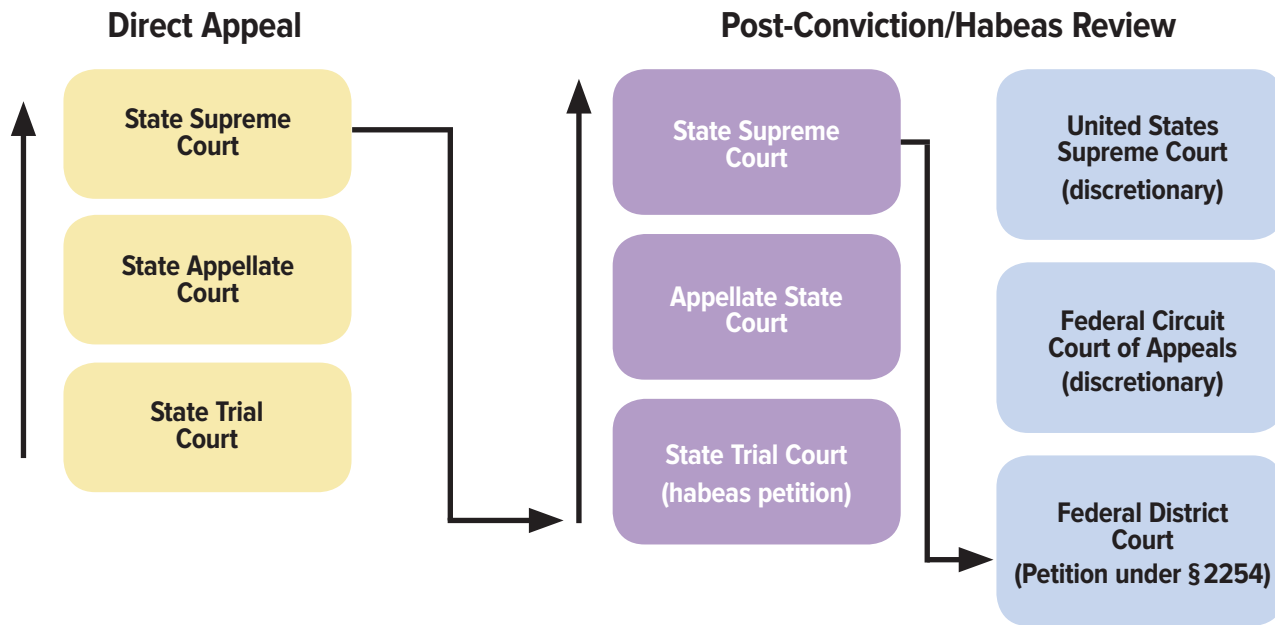 Direct Appeal
State Supreme
Court
State Appellate
Court
State Trial
Court
Post-Conviction/Habeas Review
State Supreme
Court
Appellate State
Court
State Trial Court
(habeas petition)
United States
Supreme Court
(discretionary)
Federal Circuit
Court of Appeals
(discretionary)
Federal District
Court
(Petition under § 2254)